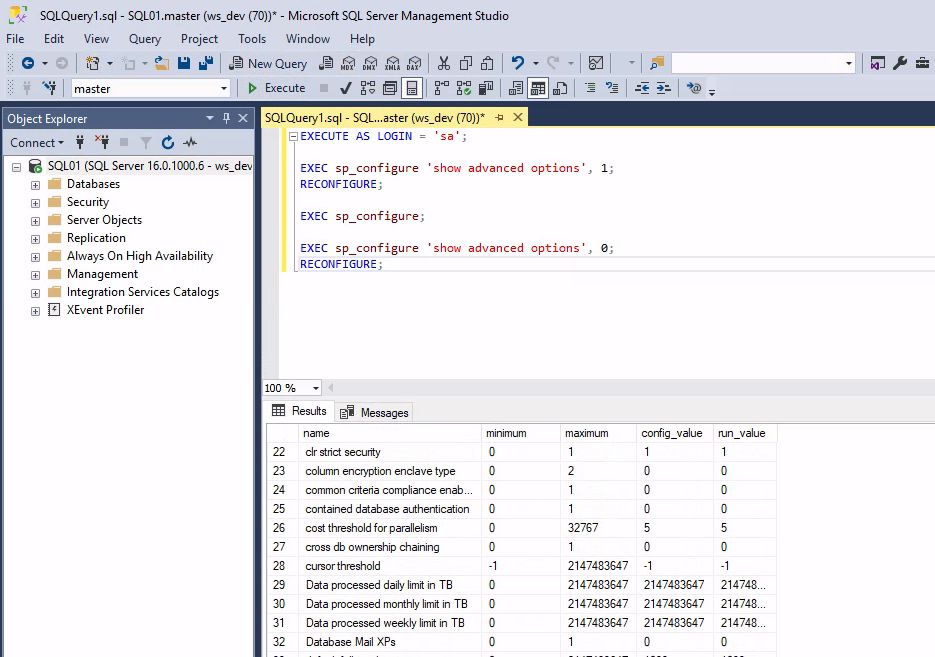 SQLQuery1.sql - SQL01.master (ws_dev (70))* - Microsoft SQL Server Management Studio
File Edit View Query Project Tools Window Help
New Query MDX DMX XMLA DAX
master Execute
Object Explorer
Connect
SQL01 (SQL Server 16.0.1000.6 - ws_dev
Databases
Security
Server Objects
Replication
Always On High Availability
Management
Integration Services Catalogs
XEvent Profiler
SQLQuery1.sql - SQL...aster (ws_dev (70))*
EXECUTE AS LOGIN = 'sa';
EXEC sp_configure 'show advanced options', 1;
RECONFIGURE;
EXEC sp_configure;
EXEC sp_configure 'show advanced options', 0;
RECONFIGURE;
100 %
Results Messages
name minimum maximum config_value run_value
22 clr strict security 0 1 1 1
23 column encryption enclave type 0 2 0 0
24 common criteria compliance enab... 0 1 0 0
25 contained database authentication 0 1 0 0
26 cost threshold for parallelism 0 32767 5 5
27 cross db ownership chaining 0 1 0 0
28 cursor threshold -1 2147483647 -1 -1
29 Data processed daily limit in TB 0 2147483647 2147483647 214748...
30 Data processed monthly limit in TB 0 2147483647 2147483647 214748...
31 Data processed weekly limit in TB 0 2147483647 2147483647 214748...
32 Database Mail XPs 0 1 0 0